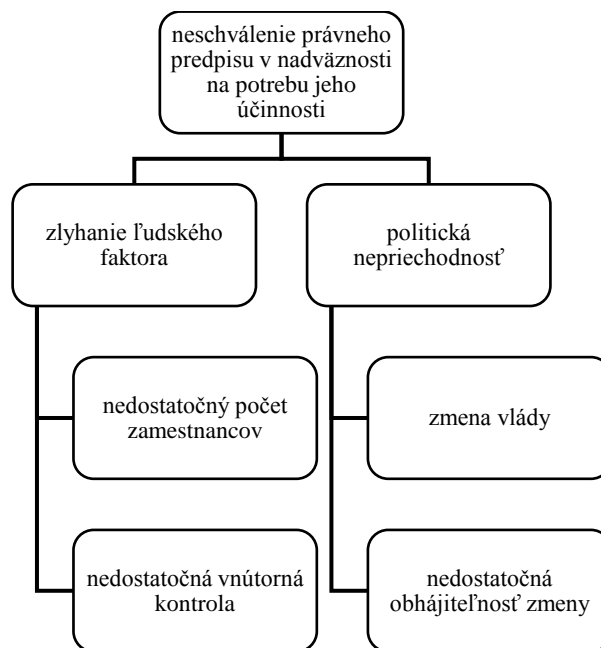 neschválenie právneho
predpisu v nadväznosti
na potrebu jeho
účinnosti
zlyhanie ľudského
faktora
politická
nepriechodnosť
nedostatočný počet
zamestnancov
zmena vlády
nedostatočná vnútorná
kontrola
nedostatočná
obhájiteľnosť zmeny